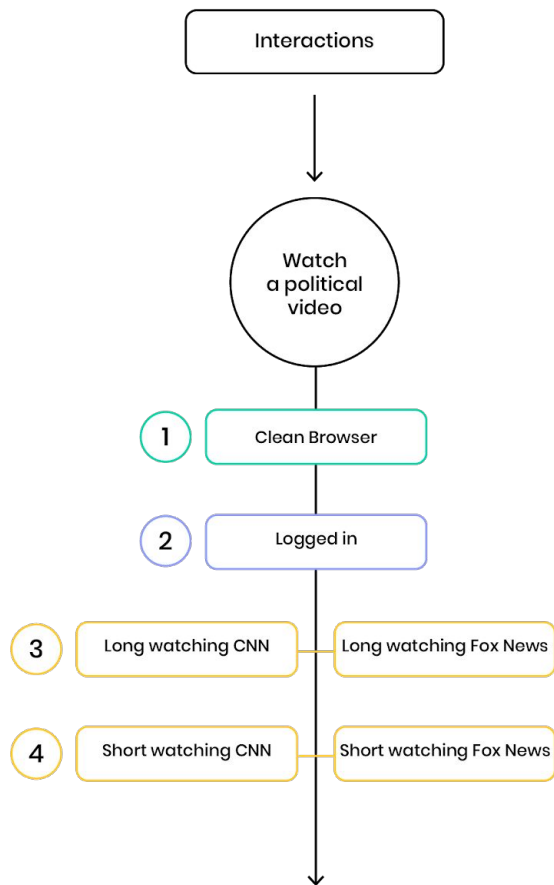 Interactions
Watch
a political
video
1
Clean Browser
2
Logged in
3
Long watching CNN
Long watching Fox News
4
Short watching CNN
Short watching Fox News